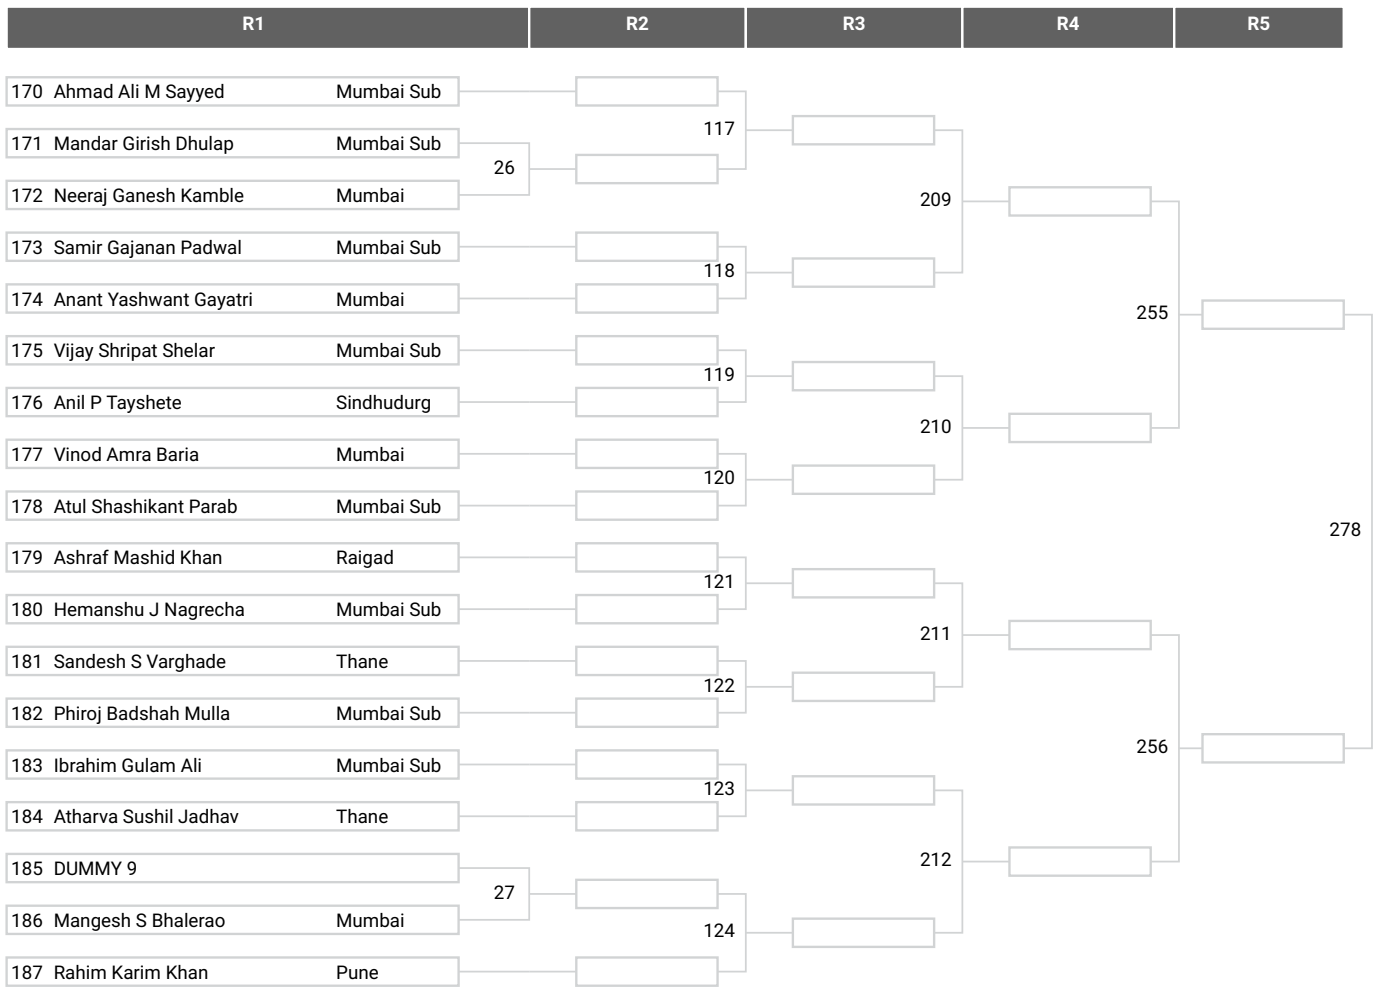 R1 R2 R3 R4 R5
170 Ahmad Ali M Sayyed Mumbai Sub
117
171 Mandar Girish Dhulap Mumbai Sub
26
172 Neeraj Ganesh Kamble Mumbai
209
173 Samir Gajanan Padwal Mumbai Sub
118
174 Anant Yashwant Gayatri Mumbai
255
175 Vijay Shripat Shelar Mumbai Sub
119
176 Anil P Tayshete Sindhudurg
210
177 Vinod Amra Baria Mumbai
120
178 Atul Shashikant Parab Mumbai Sub
278
179 Ashraf Mashid Khan Raigad
121
180 Hemanshu J Nagrecha Mumbai Sub
211
181 Sandesh S Varghade Thane
122
182 Phiroj Badshah Mulla Mumbai Sub
256
183 Ibrahim Gulam Ali Mumbai Sub
123
184 Atharva Sushil Jadhav Thane
212
185 DUMMY 9
27
186 Mangesh S Bhalerao Mumbai
124
187 Rahim Karim Khan Pune